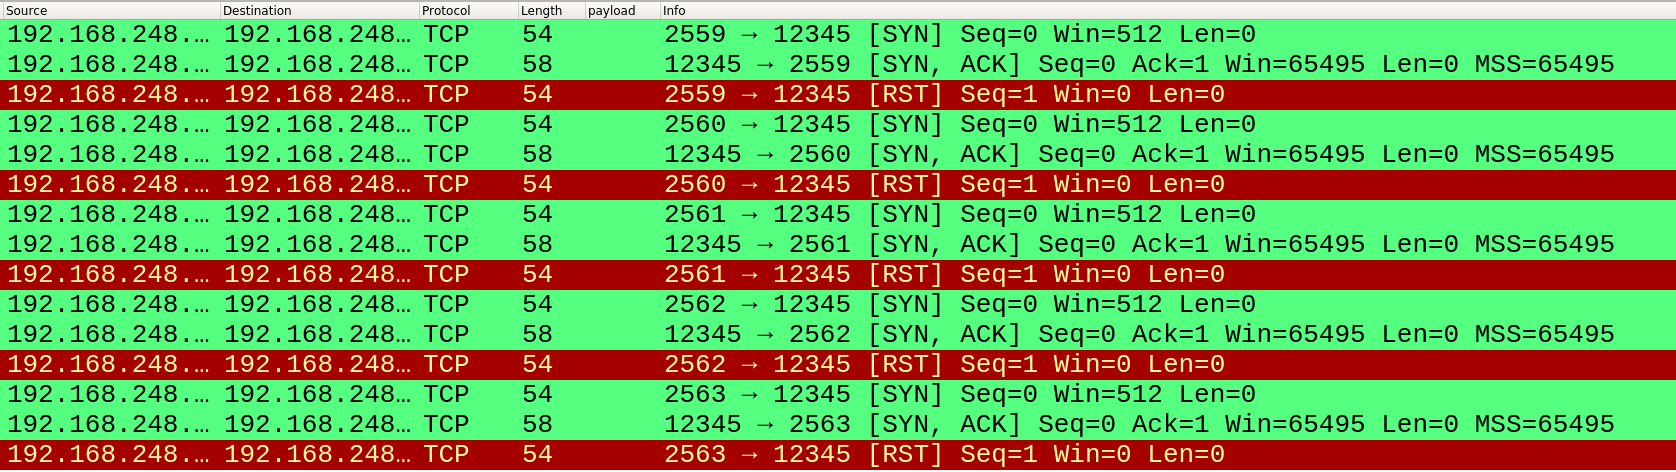 Source Destination Protocol Length payload Info
192.168.248.… 192.168.248… TCP 54 2559 → 12345 [SYN] Seq=0 Win=512 Len=0
192.168.248.… 192.168.248… TCP 58 12345 → 2559 [SYN, ACK] Seq=0 Ack=1 Win=65495 Len=0 MSS=65495
192.168.248.… 192.168.248… TCP 54 2559 → 12345 [RST] Seq=1 Win=0 Len=0
192.168.248.… 192.168.248… TCP 54 2560 → 12345 [SYN] Seq=0 Win=512 Len=0
192.168.248.… 192.168.248… TCP 58 12345 → 2560 [SYN, ACK] Seq=0 Ack=1 Win=65495 Len=0 MSS=65495
192.168.248.… 192.168.248… TCP 54 2560 → 12345 [RST] Seq=1 Win=0 Len=0
192.168.248.… 192.168.248… TCP 54 2561 → 12345 [SYN] Seq=0 Win=512 Len=0
192.168.248.… 192.168.248… TCP 58 12345 → 2561 [SYN, ACK] Seq=0 Ack=1 Win=65495 Len=0 MSS=65495
192.168.248.… 192.168.248… TCP 54 2561 → 12345 [RST] Seq=1 Win=0 Len=0
192.168.248.… 192.168.248… TCP 54 2562 → 12345 [SYN] Seq=0 Win=512 Len=0
192.168.248.… 192.168.248… TCP 58 12345 → 2562 [SYN, ACK] Seq=0 Ack=1 Win=65495 Len=0 MSS=65495
192.168.248.… 192.168.248… TCP 54 2562 → 12345 [RST] Seq=1 Win=0 Len=0
192.168.248.… 192.168.248… TCP 54 2563 → 12345 [SYN] Seq=0 Win=512 Len=0
192.168.248.… 192.168.248… TCP 58 12345 → 2563 [SYN, ACK] Seq=0 Ack=1 Win=65495 Len=0 MSS=65495
192.168.248.… 192.168.248… TCP 54 2563 → 12345 [RST] Seq=1 Win=0 Len=0